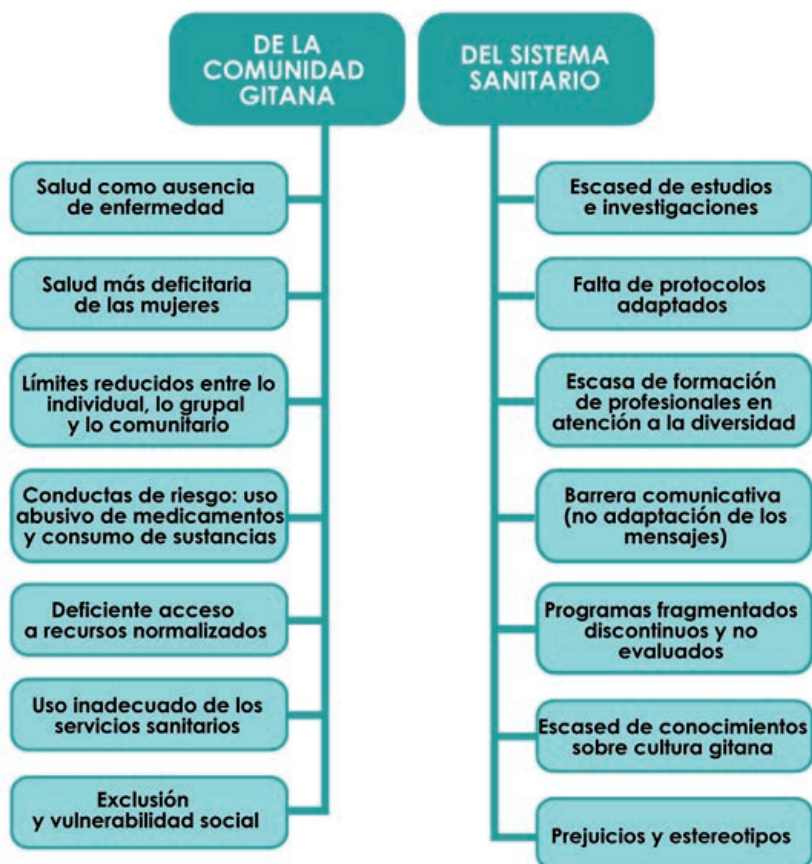 DE LA
COMUNIDAD
GITANA
Salud como ausencia
de enfermedad
Salud más deficitaria
de las mujeres
Límites reducidos entre lo
individual, lo grupal
y lo comunitario
Conductas de riesgo: uso
abusivo de medicamentos
y consumo de sustancias
Deficiente acceso
a recursos normalizados
Uso inadecuado de los
servicios sanitarios
Exclusión
y vulnerabilidad social
DEL SISTEMA
SANITARIO
Escased de estudios
e investigaciones
Falta de protocolos
adaptados
Escasa de formación
de profesionales en
atención a la diversidad
Barrera comunicativa
(no adaptación de los
mensajes)
Programas fragmentados
discontinuos y no
evaluados
Escased de conocimientos
sobre cultura gitana
Prejuicios y estereotipos